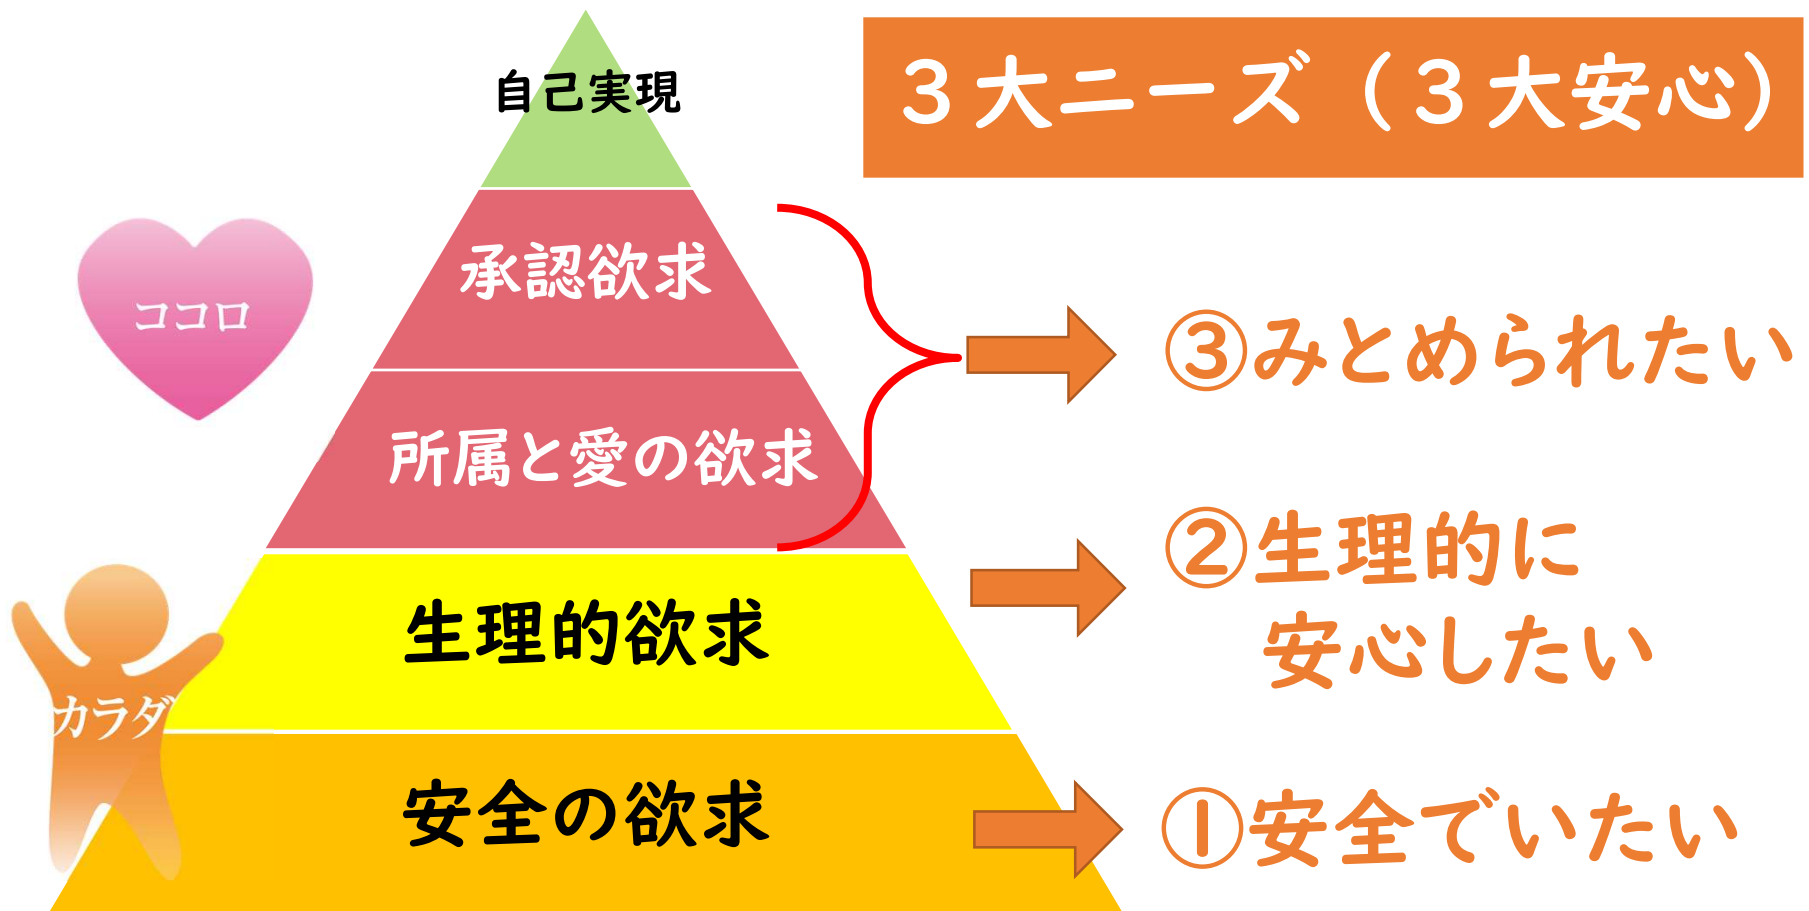 自己実現
３大ニーズ（３大安心）
承認欲求
ココロ
③みとめられたい
所属と愛の欲求
②生理的に
安心したい
生理的欲求
カラダ
安全の欲求
①安全でいたい